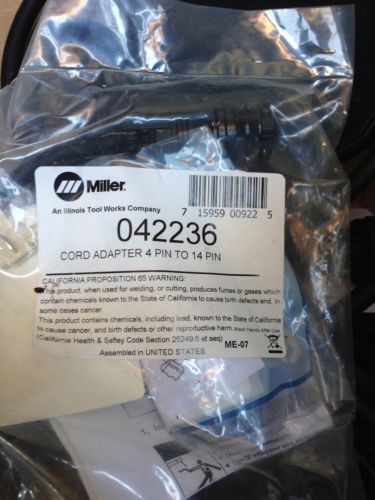 Miller
An Illinois Tool Works Company
7 15959 00922 5
042236
CORD ADAPTER 4 PIN TO 14 PIN
CALIFORNIA PROPOSITION 65 WARNING:
This product, when used for welding, or cutting, produces fumes or gases which
contain chemicals known to the State of California to cause birth defects and, in
some cases cancer.
This product contains chemicals, including lead, known to the State of California
to cause cancer, and birth defects or other reproductive harm. Wash Hands After Use
(California Health & Saftey Code Section 25249.5 et seq)
Assembled in UNITED STATES
ME-07